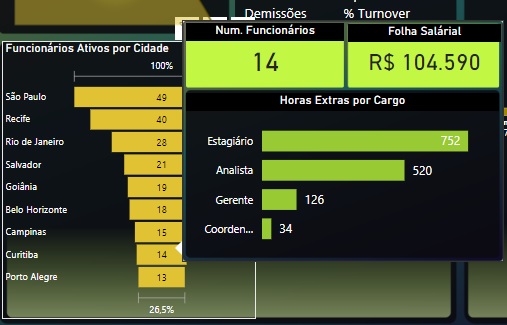 Demissões
% Turnover
Num. Funcionários
Folha Salárial
14
R$ 104.590
Funcionários Ativos por Cidade
100%
São Paulo 49
Recife 40
Rio de Janeiro 28
Salvador 21
Goiânia 19
Belo Horizonte 18
Campinas 15
Curitiba 14
Porto Alegre 13
26,5%
Horas Extras por Cargo
Estagiário 752
Analista 520
Gerente 126
Coorden... 34